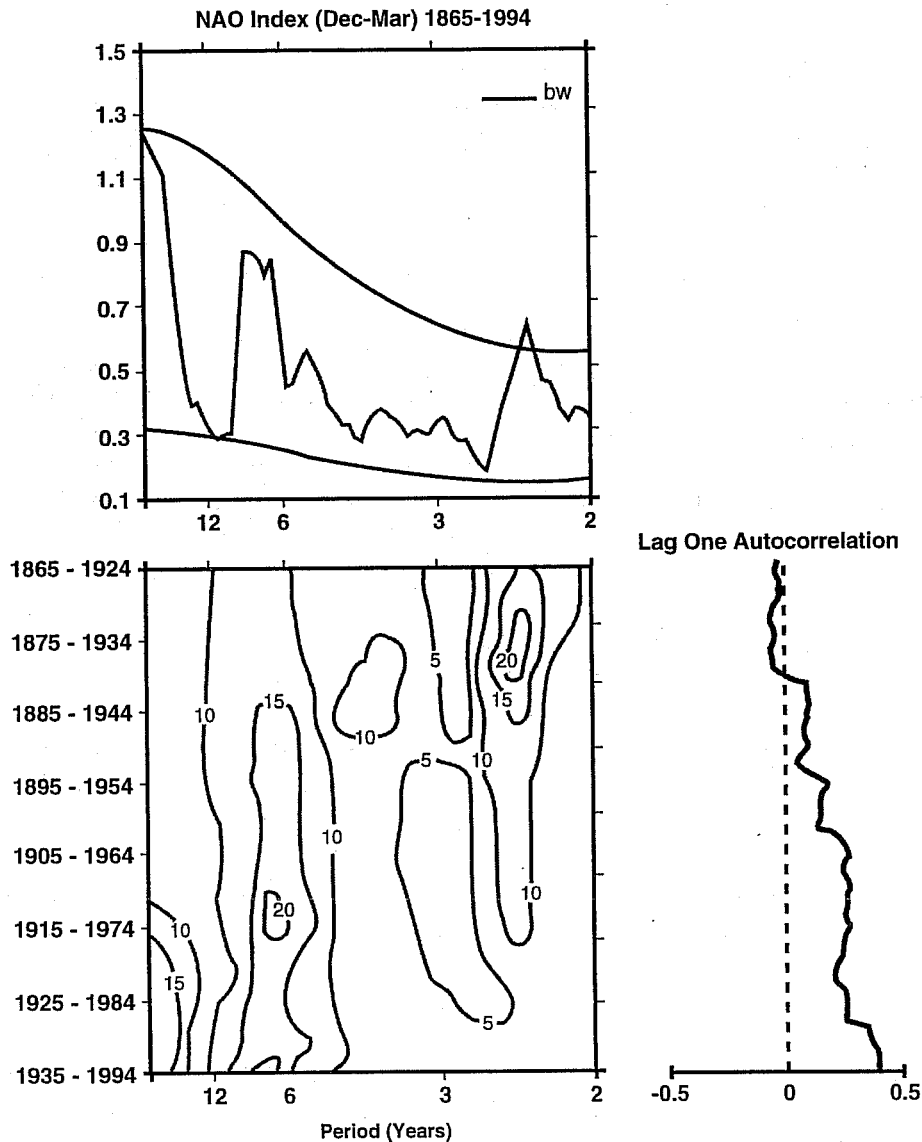 NAO Index (Dec-Mar) 1865-1994
1.5
1.3
1.1
0.9
0.7
0.5
0.3
0.1
bw
12 6 3 2
Lag One Autocorrelation
1865 - 1924
1875 - 1934
1885 - 1944
1895 - 1954
1905 - 1964
1915 - 1974
1925 - 1984
1935 - 1994
5
20
15
15
10
10
5
10
10
10
20
10
15
5
12 6 3 2
Period (Years)
-0.5 0 0.5